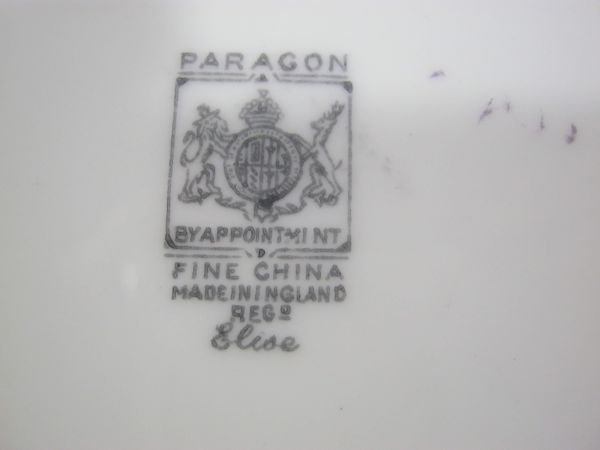 PARAGON
BY APPOINTMENT
D
FINE CHINA
MADE IN ENGLAND
REGD
Elise